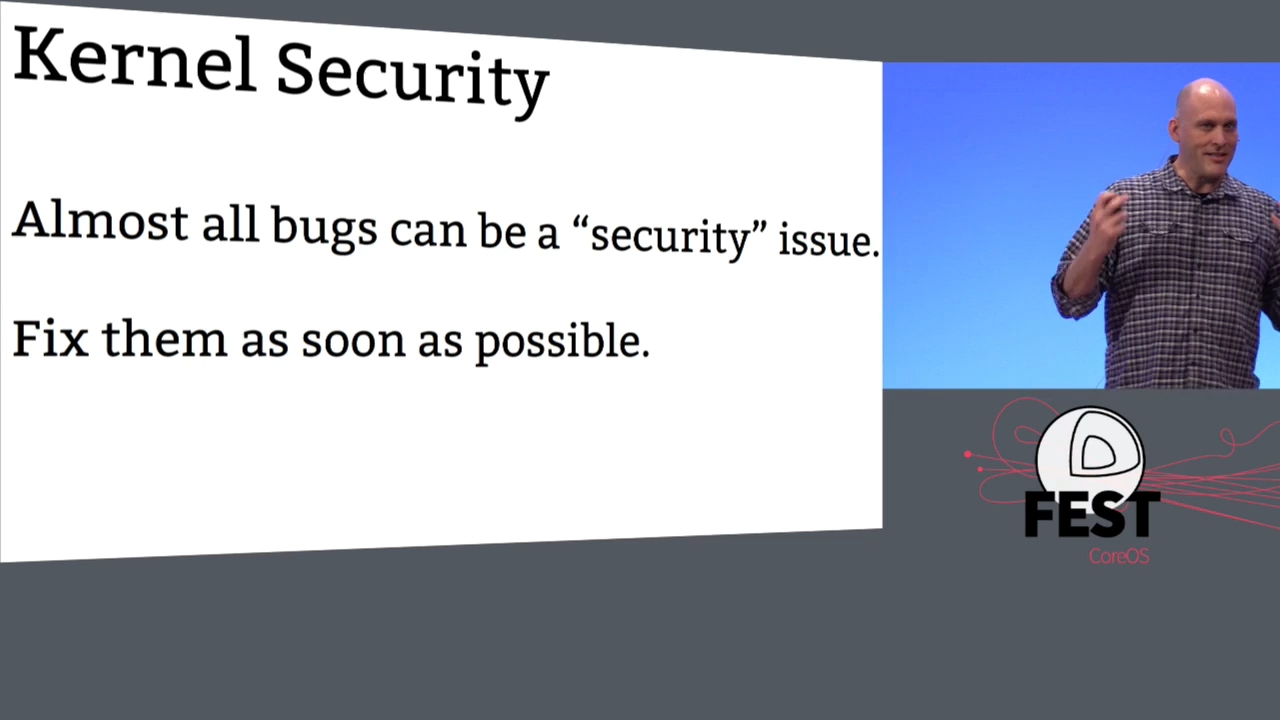 Kernel Security
Almost all bugs can be a “security” issue.
Fix them as soon as possible.
FEST
CoreOS